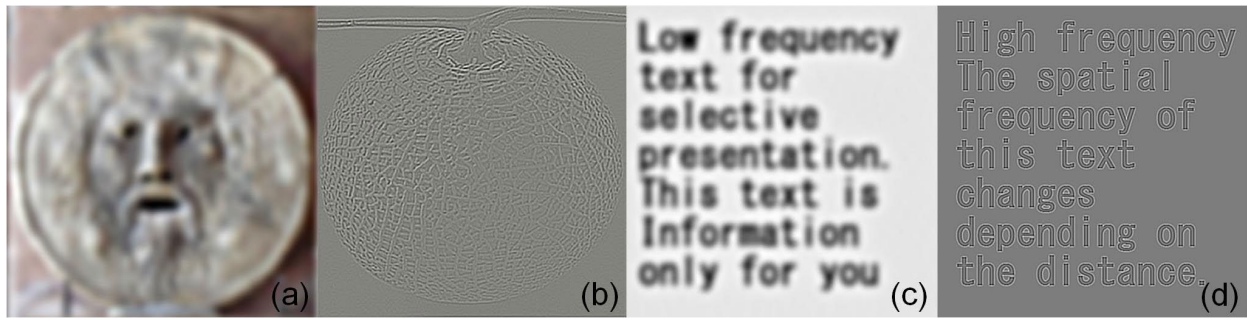 (a)
(b)
Low frequency
text for
selective
presentation.
This text is
Information
only for you
(c)
High frequency
The spatial
frequency of
this text
changes
depending on
the distance.
(d)